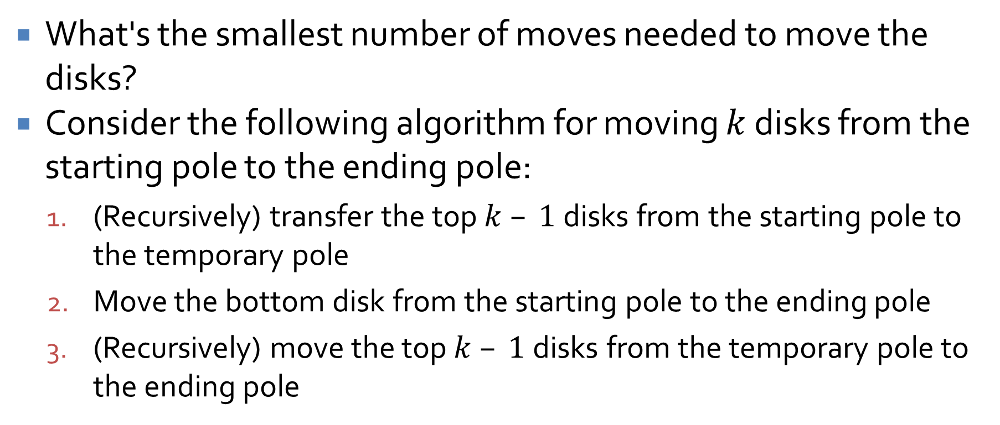 ▪ What's the smallest number of moves needed to move the
disks?
▪ Consider the following algorithm for moving k disks from the
starting pole to the ending pole:
1. (Recursively) transfer the top k – 1 disks from the starting pole to
the temporary pole
2. Move the bottom disk from the starting pole to the ending pole
3. (Recursively) move the top k – 1 disks from the temporary pole to
the ending pole